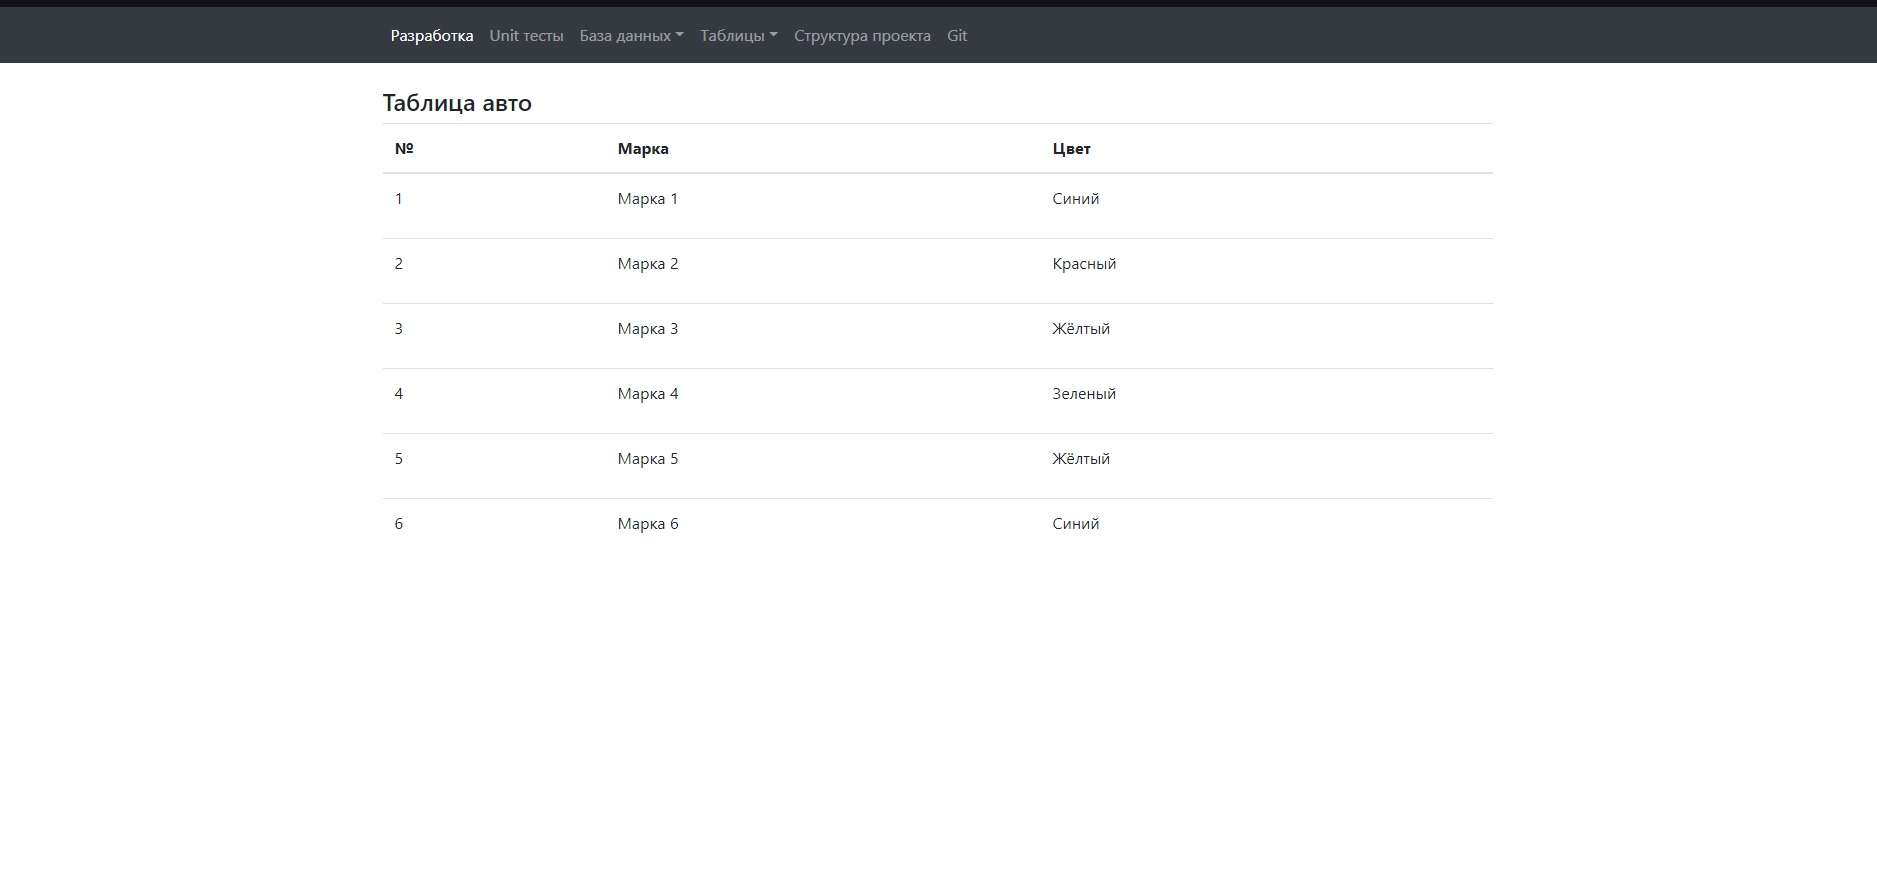 Разработка Unit тесты База данных Таблицы Структура проекта Git
Таблица авто
№ Марка Цвет
1 Марка 1 Синий
2 Марка 2 Красный
3 Марка 3 Жёлтый
4 Марка 4 Зеленый
5 Марка 5 Жёлтый
6 Марка 6 Синий